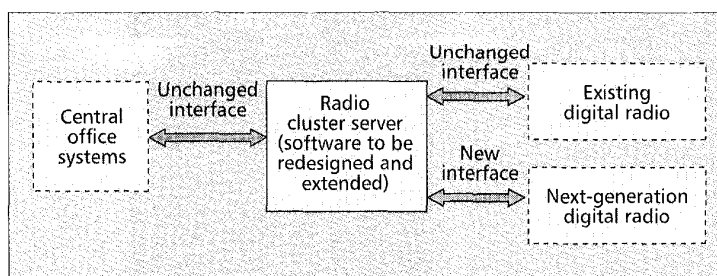 Central
office
systems
Unchanged
interface
Radio
cluster server
(software to be
redesigned and
extended)
Unchanged
interface
Existing
digital radio
New
interface
Next-generation
digital radio